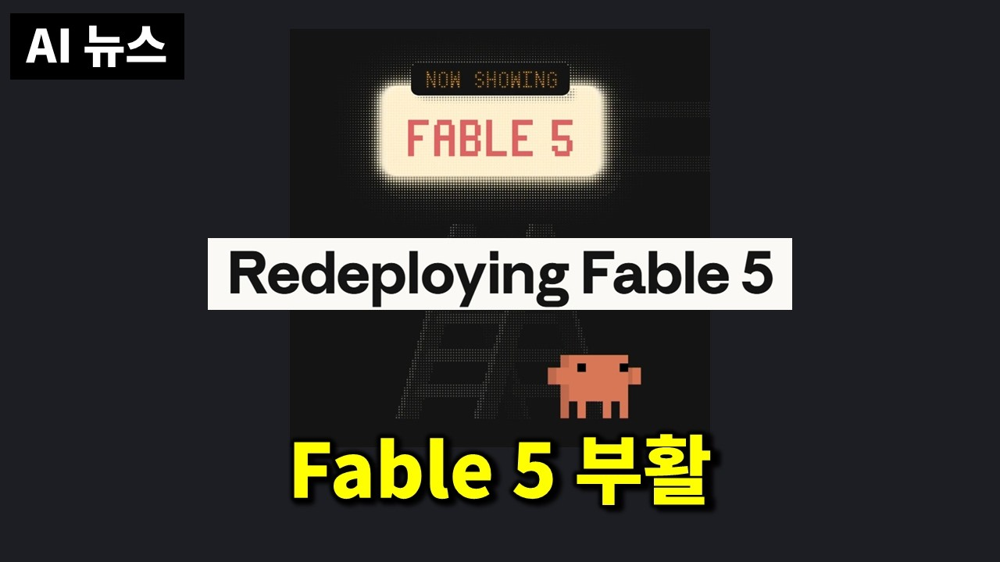 AI 뉴스
NOW SHOWING
FABLE 5
Redeploying Fable 5
Fable 5 부활